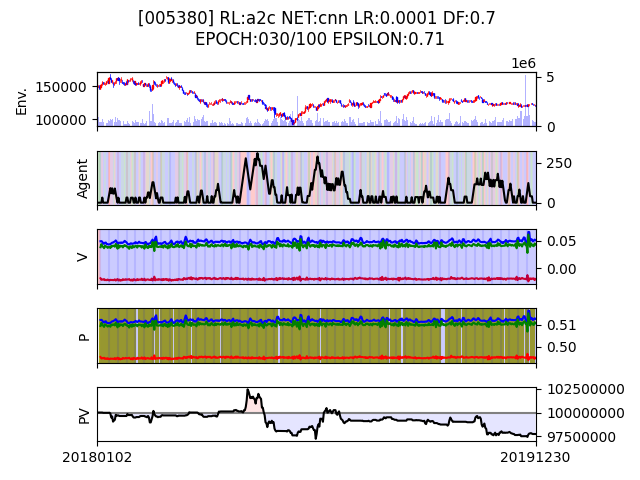 [005380] RL:a2c NET:cnn LR:0.0001 DF:0.7
EPOCH:030/100 EPSILON:0.71
1e6
Env.
150000
100000
5
0
Agent
250
0
V
0.05
0.00
P
0.51
0.50
PV
102500000
100000000
97500000
20180102
20191230